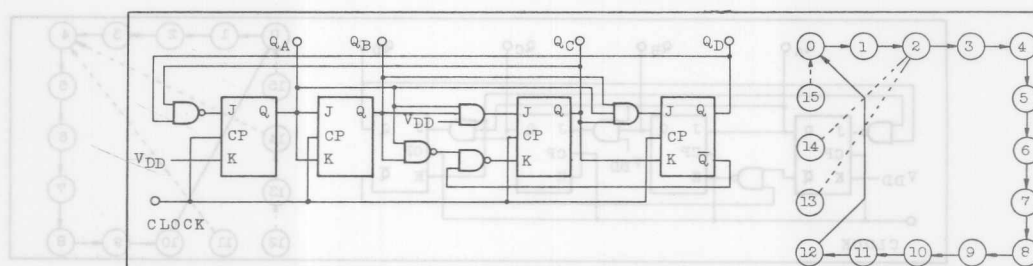 QA QB QC QD
J Q J Q J Q J Q
VDD
CP CP CP CP
VDD K K K K Q̅
CLOCK
0 1 2 3 4
15 5
14 6
13 7
12 11 10 9 8